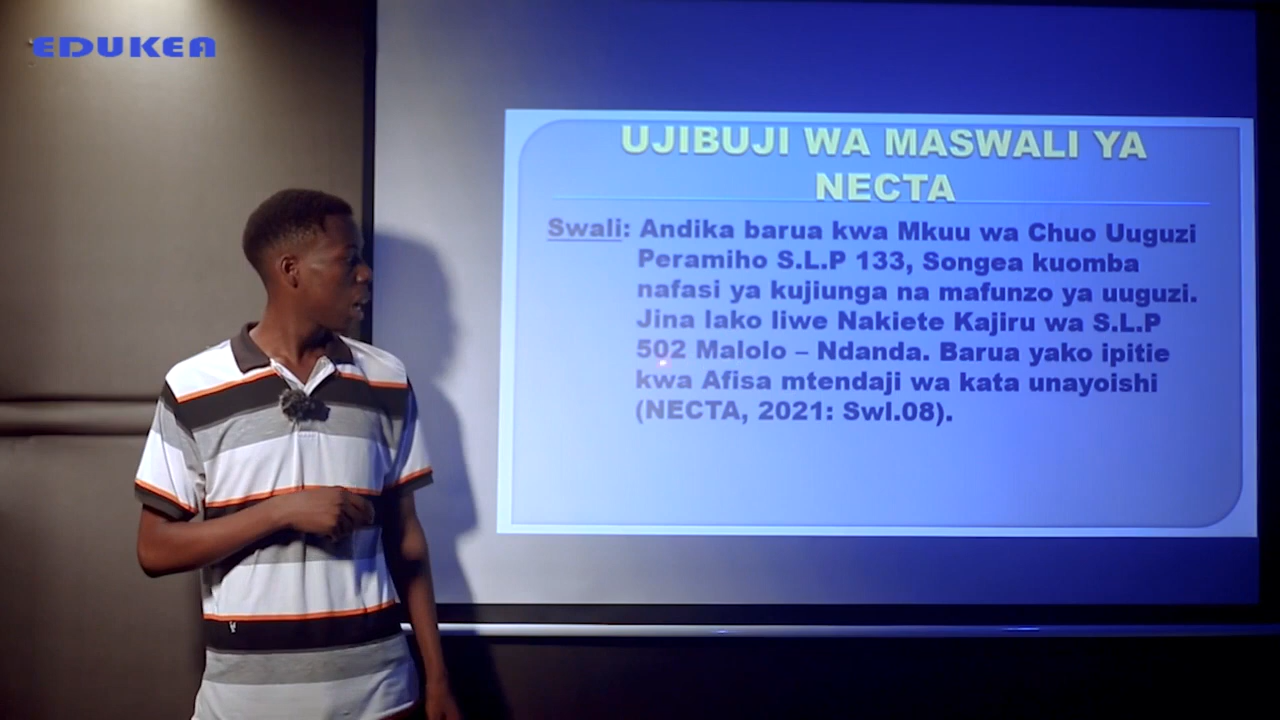 EDUKEA
UJIBUJI WA MASWALI YA
NECTA
Swali: Andika barua kwa Mkuu wa Chuo Uuguzi
Peramiho S.L.P 133, Songea kuomba
nafasi ya kujiunga na mafunzo ya uuguzi.
Jina lako liwe Nakiete Kajiru wa S.L.P
502 Malolo – Ndanda. Barua yako ipitie
kwa Afisa mtendaji wa kata unayoishi
(NECTA, 2021: Swl.08).